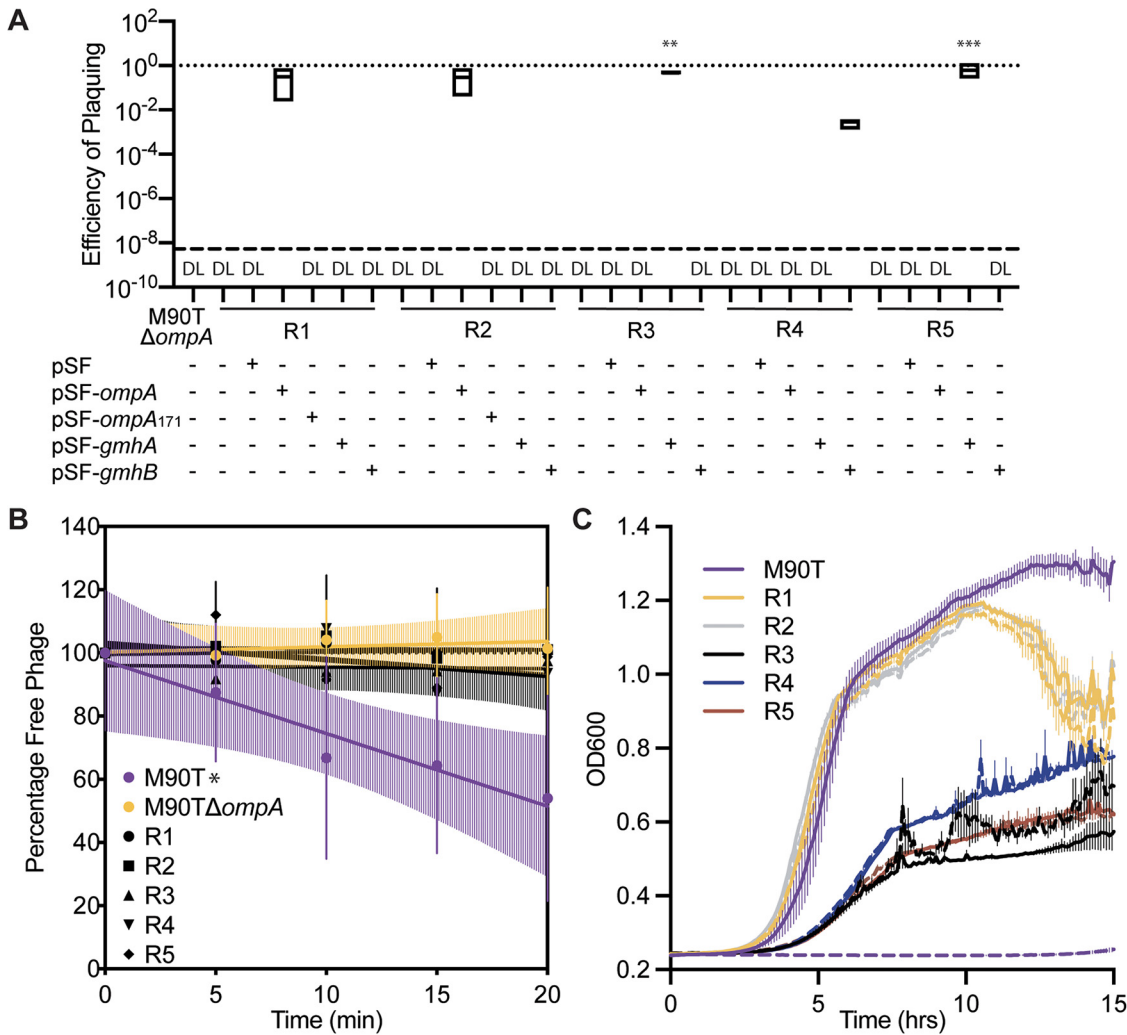 A
** ***
Efficiency of Plaquing
10²
10⁰
10⁻²
10⁻⁴
10⁻⁶
10⁻⁸
10⁻¹⁰
DL DL DL DL DL DL DL DL DL DL DL DL DL DL DL DL DL DL DL DL DL DL DL
M90T
ΔompA
R1 R2 R3 R4 R5
pSF - - + - - - - - + - - - - - + - - - - + - - - - + - - -
pSF-ompA - - - + - - - - - + - - - - - + - - - - + - - - - + - -
pSF-ompA₁₇₁ - - - - + - - - - - + - - - - - - - - - - - - - - - - -
pSF-gmhA - - - - - + - - - - - + - - - - + - - - - + - - - - + -
pSF-gmhB - - - - - - + - - - - - + - - - - + - - - - + - - - - +
B
Percentage Free Phage
140
120
100
80
60
40
20
0
M90T *
M90TΔompA
R1
R2
R3
R4
R5
0 5 10 15 20
Time (min)
C
OD600
1.4
1.2
1.0
0.8
0.6
0.4
0.2
M90T
R1
R2
R3
R4
R5
0 5 10 15
Time (hrs)